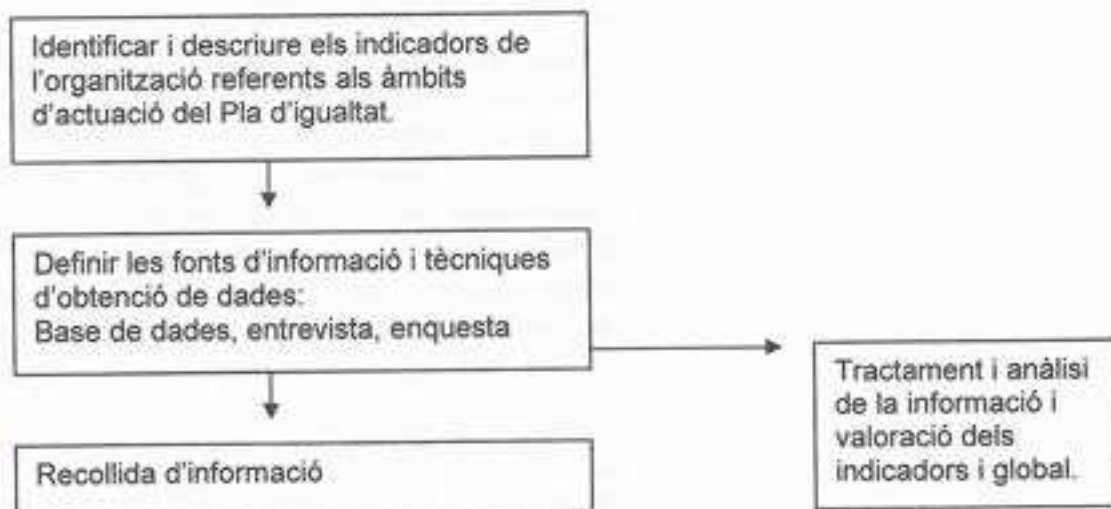 Identificar i descriure els indicadors de
l'organització referents als àmbits
d'actuació del Pla d'igualtat.
Definir les fonts d'informació i tècniques
d'obtenció de dades:
Base de dades, entrevista, enquesta
Tractament i anàlisi
de la informació i
valoració dels
indicadors i global.
Recollida d'informació